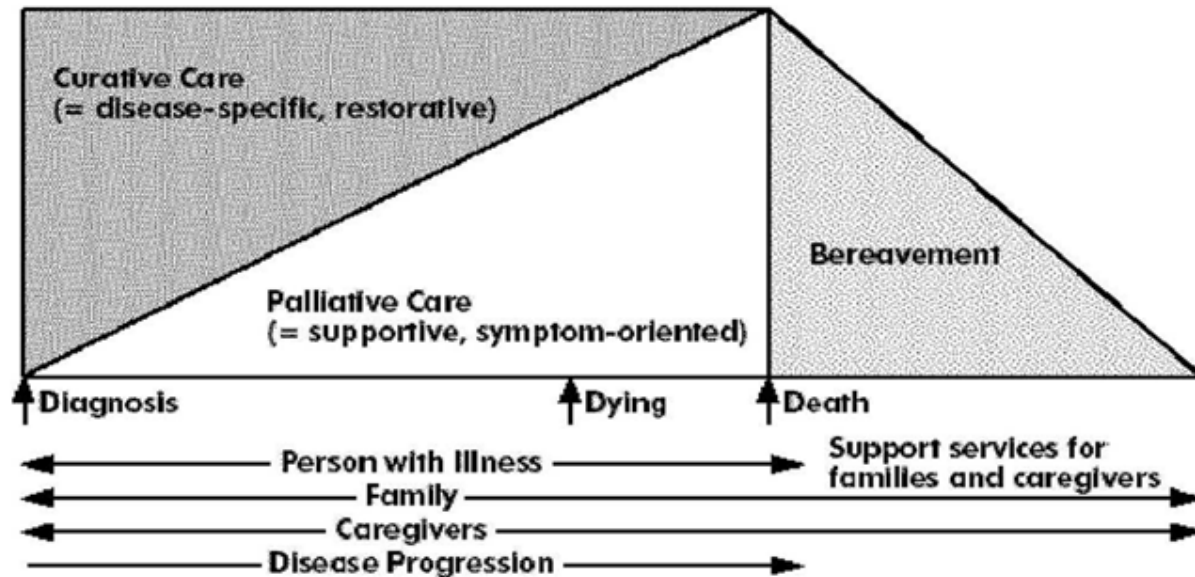 Curative Care
(= disease-specific, restorative)
Palliative Care
(= supportive, symptom-oriented)
Bereavement
Diagnosis
Dying
Death
Person with Illness
Support services for
families and caregivers
Family
Caregivers
Disease Progression